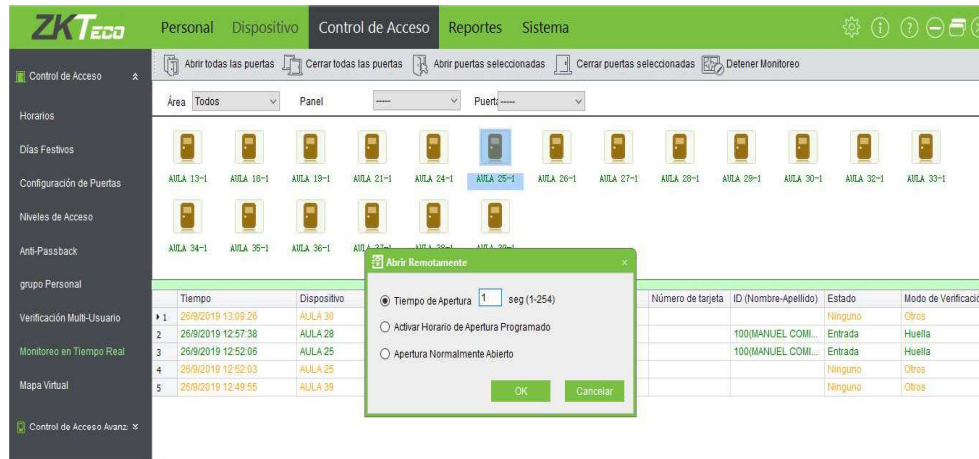 ZKTeco Personal Dispositivo Control de Acceso Reportes Sistema
Control de Acceso
Abrir todas las puertas Cerrar todas las puertas Abrir puertas seleccionadas Cerrar puertas seleccionadas Detener Monitoreo
Área Todos Panel ----- Puert: -----
Horarios
Días Festivos
Configuración de Puertas
Niveles de Acceso
Anti-Passback
grupo Personal
Verificación Multi-Usuario
Monitoreo en Tiempo Real
Mapa Virtual
Control de Acceso Avanz:
AULA 13-1 AULA 18-1 AULA 19-1 AULA 21-1 AULA 24-1 AULA 25-1 AULA 26-1 AULA 27-1 AULA 28-1 AULA 29-1 AULA 30-1 AULA 32-1 AULA 33-1
AULA 34-1 AULA 35-1 AULA 36-1
Abrir Remotamente
Tiempo de Apertura 1 seg (1-254)
Activar Horario de Apertura Programado
Apertura Normalmente Abierto
OK Cancelar
Tiempo Dispositivo Número de tarjeta ID (Nombre-Apellido) Estado Modo de Verificació
1 26/9/2019 13:09:26 AULA 30 Ninguno Otros
2 26/9/2019 12:57:38 AULA 28 100(MANUEL COMI... Entrada Huella
3 26/9/2019 12:52:06 AULA 25 100(MANUEL COMI... Entrada Huella
4 26/9/2019 12:52:03 AULA 25 Ninguno Otros
5 26/9/2019 12:49:55 AULA 39 Ninguno Otros